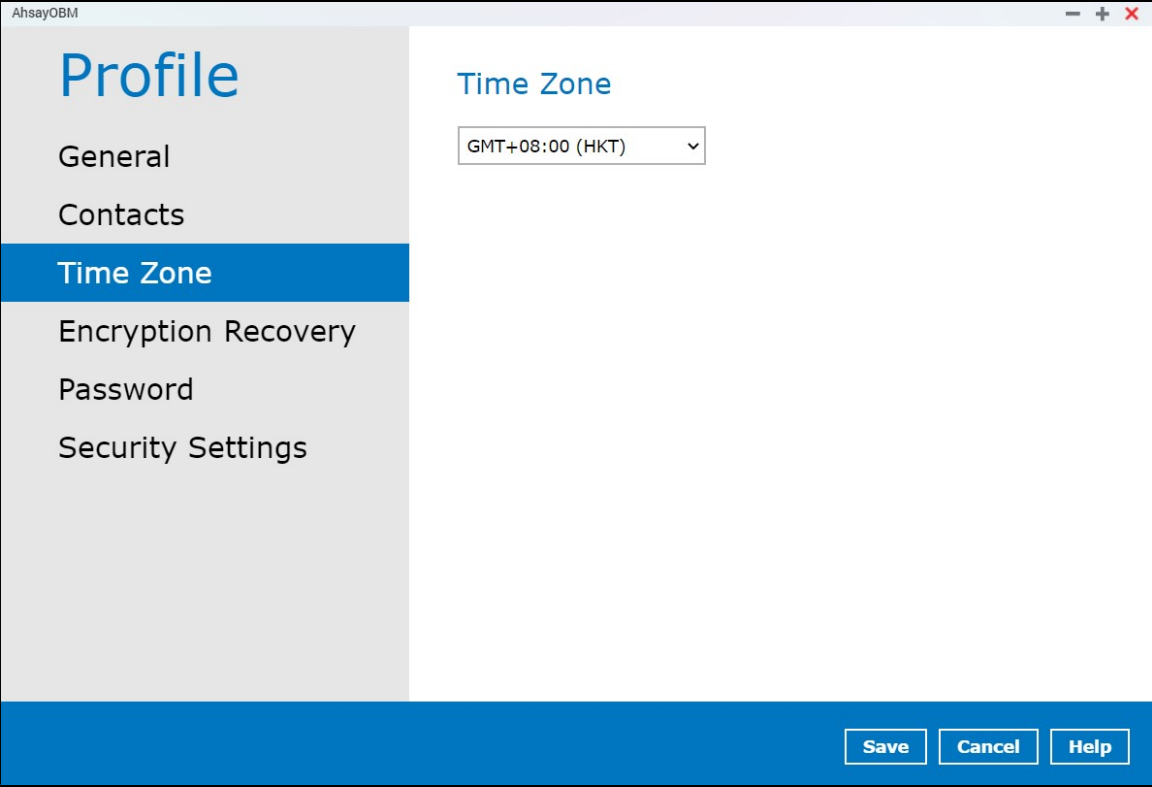 AhsayOBM
Profile
General
Contacts
Time Zone
Encryption Recovery
Password
Security Settings
Time Zone
GMT+08:00 (HKT)
Save
Cancel
Help